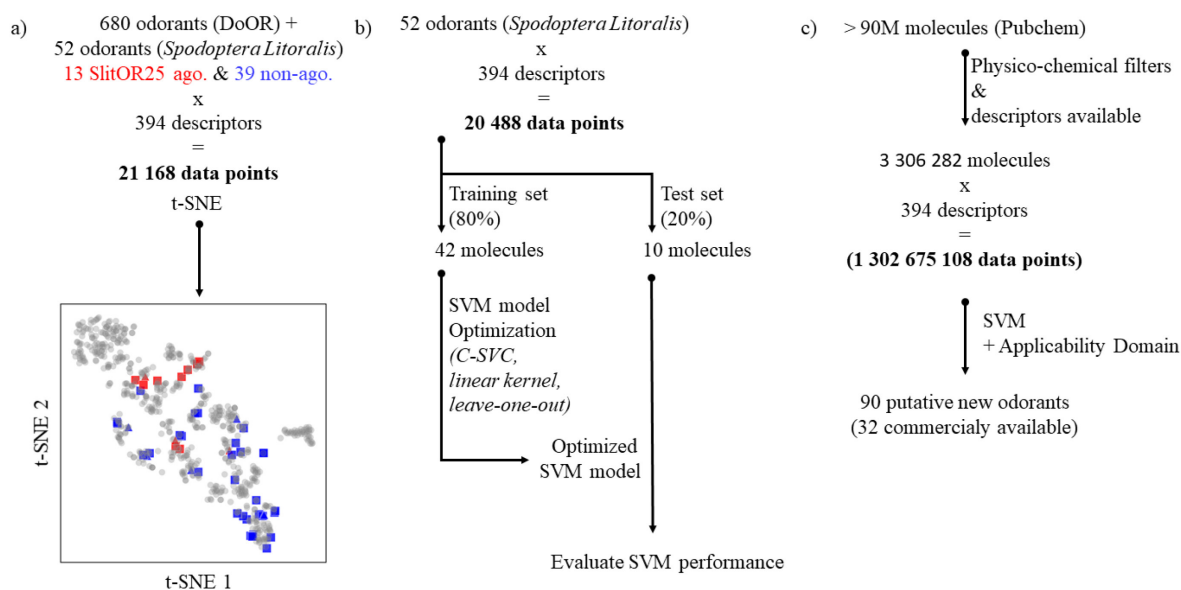 a)
680 odorants (DoOR) +
52 odorants (Spodoptera Litoralis)
13 SlitOR25 ago. & 39 non-ago.
x
394 descriptors
=
21 168 data points
t-SNE
t-SNE 2
t-SNE 1
b)
52 odorants (Spodoptera Litoralis)
x
394 descriptors
=
20 488 data points
Training set
(80%)
42 molecules
Test set
(20%)
10 molecules
SVM model
Optimization
(C-SVC,
linear kernel,
leave-one-out)
Optimized
SVM model
Evaluate SVM performance
c)
> 90M molecules (Pubchem)
Physico-chemical filters
&
descriptors available
3 306 282 molecules
x
394 descriptors
=
(1 302 675 108 data points)
SVM
+ Applicability Domain
90 putative new odorants
(32 commercialy available)